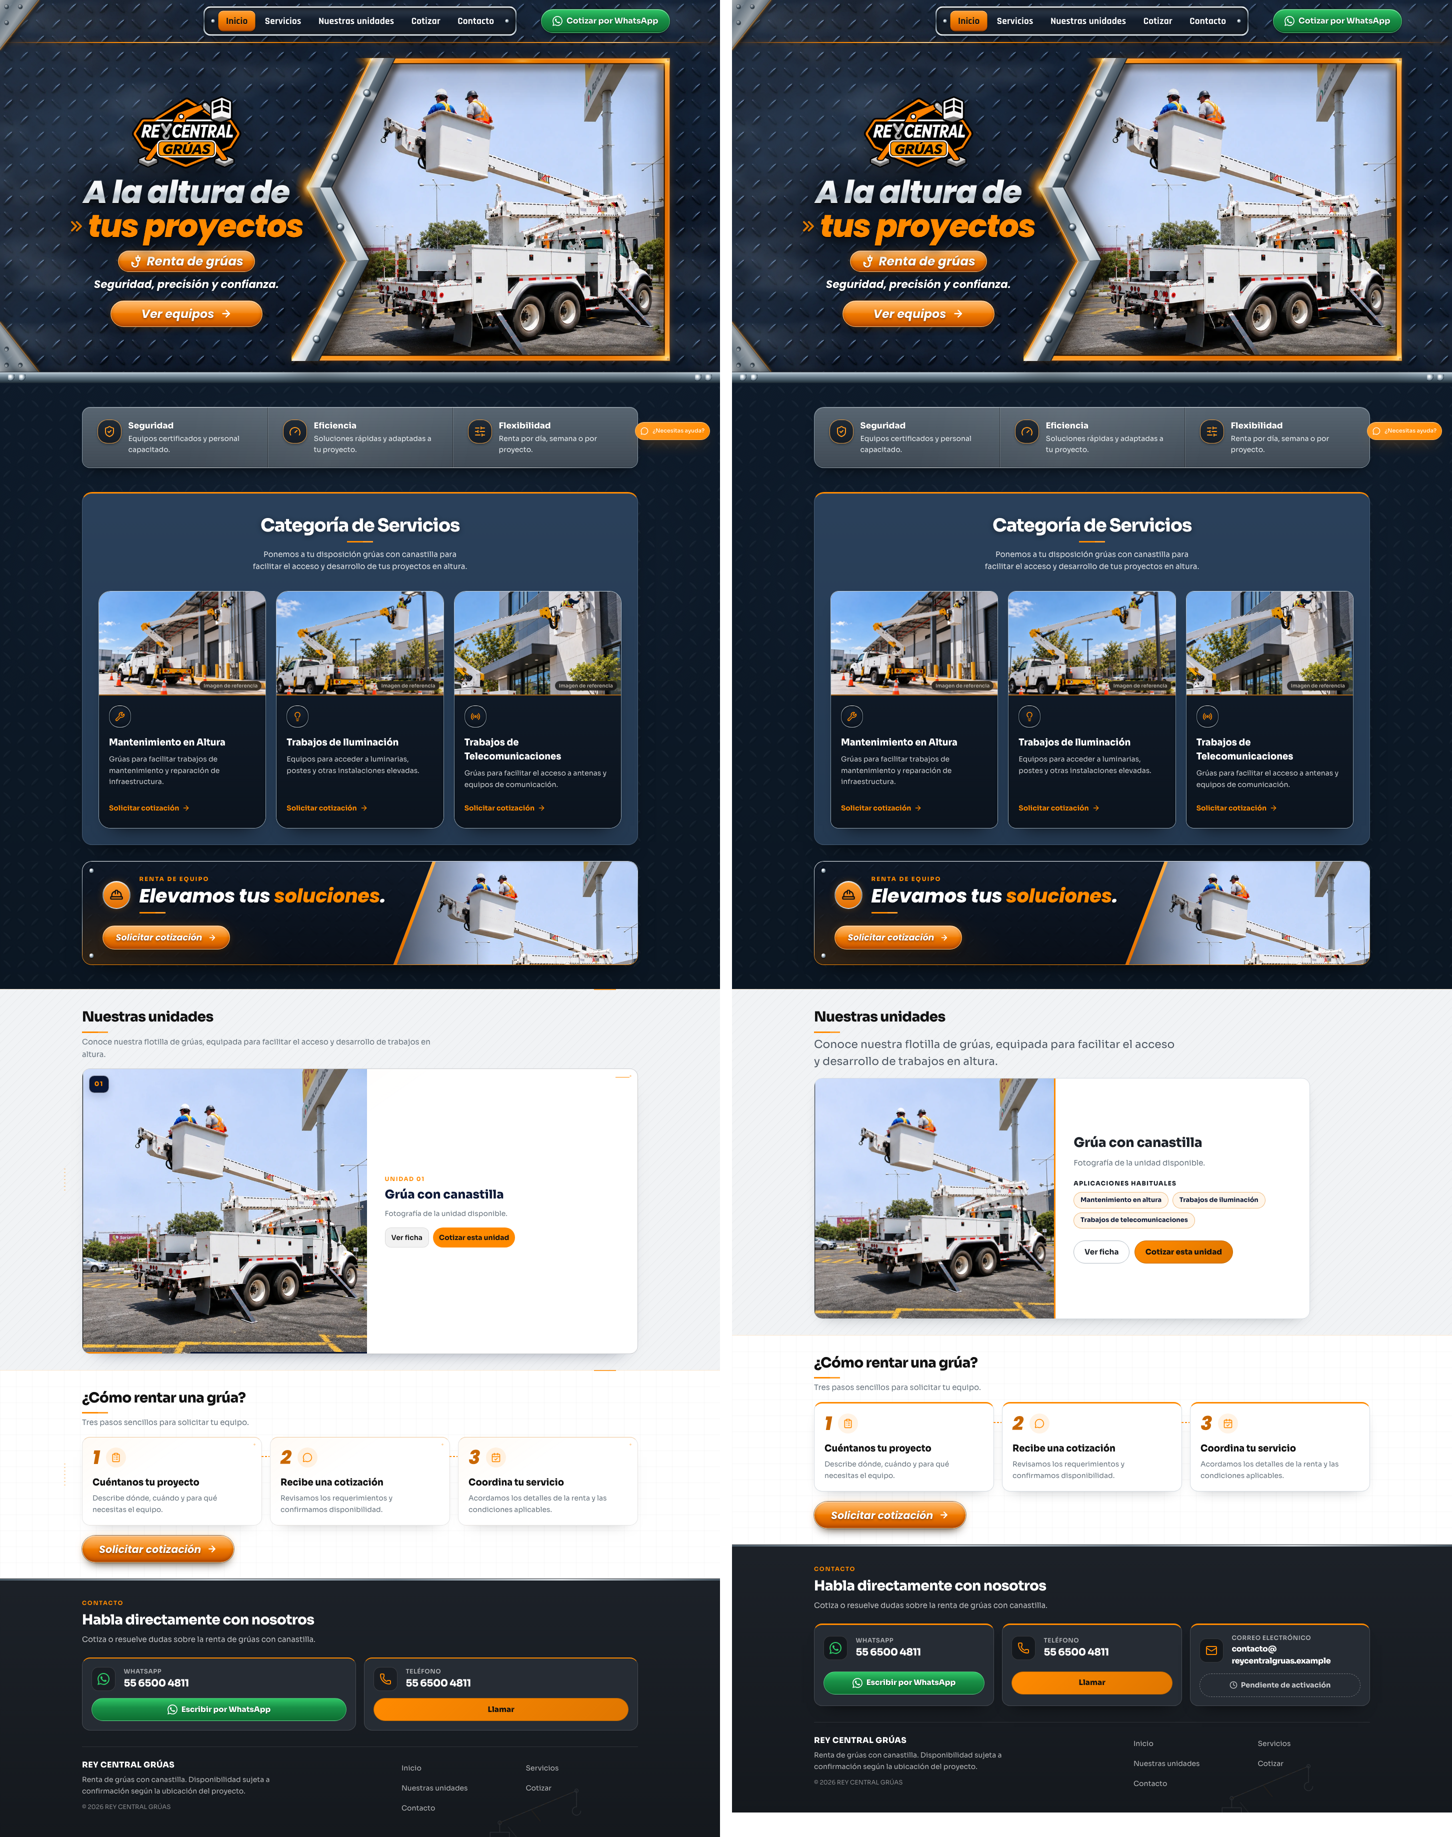 Inicio Servicios Nuestras unidades Cotizar Contacto
Cotizar por WhatsApp
REY CENTRAL
GRÚAS
A la altura de
» tus proyectos
Renta de grúas
Seguridad, precisión y confianza.
Ver equipos →
Seguridad
Equipos certificados y personal
capacitado.
Eficiencia
Soluciones rápidas y adaptadas a
tu proyecto.
Flexibilidad
Renta por día, semana o por
proyecto.
¿Necesitas ayuda?
Categoría de Servicios
Ponemos a tu disposición grúas con canastilla para
facilitar el acceso y desarrollo de tus proyectos en altura.
Imagen de referencia
Imagen de referencia
Imagen de referencia
Mantenimiento en Altura
Grúas para facilitar trabajos de
mantenimiento y reparación de
infraestructura.
Solicitar cotización →
Trabajos de Iluminación
Equipos para acceder a luminarias,
postes y otras instalaciones elevadas.
Solicitar cotización →
Trabajos de
Telecomunicaciones
Grúas para facilitar el acceso a antenas y
equipos de comunicación.
Solicitar cotización →
RENTA DE EQUIPO
Elevamos tus soluciones.
Solicitar cotización →
Nuestras unidades
Conoce nuestra flotilla de grúas, equipada para facilitar el acceso y desarrollo de trabajos en
altura.
01
UNIDAD 01
Grúa con canastilla
Fotografía de la unidad disponible.
Ver ficha
Cotizar esta unidad
¿Cómo rentar una grúa?
Tres pasos sencillos para solicitar tu equipo.
1
Cuéntanos tu proyecto
Describe dónde, cuándo y para qué
necesitas el equipo.
2
Recibe una cotización
Revisamos los requerimientos y
confirmamos disponibilidad.
3
Coordina tu servicio
Acordamos los detalles de la renta y las
condiciones aplicables.
Solicitar cotización →
CONTACTO
Habla directamente con nosotros
Cotiza o resuelve dudas sobre la renta de grúas con canastilla.
WHATSAPP
55 6500 4811
Escribir por WhatsApp
TELÉFONO
55 6500 4811
Llamar
REY CENTRAL GRÚAS
Renta de grúas con canastilla. Disponibilidad sujeta a
confirmación según la ubicación del proyecto.
© 2026 REY CENTRAL GRÚAS
Inicio
Servicios
Nuestras unidades
Cotizar
Contacto
Inicio Servicios Nuestras unidades Cotizar Contacto
Cotizar por WhatsApp
REY CENTRAL
GRÚAS
A la altura de
» tus proyectos
Renta de grúas
Seguridad, precisión y confianza.
Ver equipos →
Seguridad
Equipos certificados y personal
capacitado.
Eficiencia
Soluciones rápidas y adaptadas a
tu proyecto.
Flexibilidad
Renta por día, semana o por
proyecto.
¿Necesitas ayuda?
Categoría de Servicios
Ponemos a tu disposición grúas con canastilla para
facilitar el acceso y desarrollo de tus proyectos en altura.
Imagen de referencia
Imagen de referencia
Imagen de referencia
Mantenimiento en Altura
Grúas para facilitar trabajos de
mantenimiento y reparación de
infraestructura.
Solicitar cotización →
Trabajos de Iluminación
Equipos para acceder a luminarias,
postes y otras instalaciones elevadas.
Solicitar cotización →
Trabajos de
Telecomunicaciones
Grúas para facilitar el acceso a antenas y
equipos de comunicación.
Solicitar cotización →
RENTA DE EQUIPO
Elevamos tus soluciones.
Solicitar cotización →
Nuestras unidades
Conoce nuestra flotilla de grúas, equipada para facilitar el acceso
y desarrollo de trabajos en altura.
Grúa con canastilla
Fotografía de la unidad disponible.
APLICACIONES HABITUALES
Mantenimiento en altura
Trabajos de iluminación
Trabajos de telecomunicaciones
Ver ficha
Cotizar esta unidad
¿Cómo rentar una grúa?
Tres pasos sencillos para solicitar tu equipo.
1
Cuéntanos tu proyecto
Describe dónde, cuándo y para qué
necesitas el equipo.
2
Recibe una cotización
Revisamos los requerimientos y
confirmamos disponibilidad.
3
Coordina tu servicio
Acordamos los detalles de la renta y las
condiciones aplicables.
Solicitar cotización →
CONTACTO
Habla directamente con nosotros
Cotiza o resuelve dudas sobre la renta de grúas con canastilla.
WHATSAPP
55 6500 4811
Escribir por WhatsApp
TELÉFONO
55 6500 4811
Llamar
CORREO ELECTRÓNICO
contacto@
reycentralgruas.example
Pendiente de activación
REY CENTRAL GRÚAS
Renta de grúas con canastilla. Disponibilidad sujeta a
confirmación según la ubicación del proyecto.
© 2026 REY CENTRAL GRÚAS
Inicio
Servicios
Nuestras unidades
Cotizar
Contacto